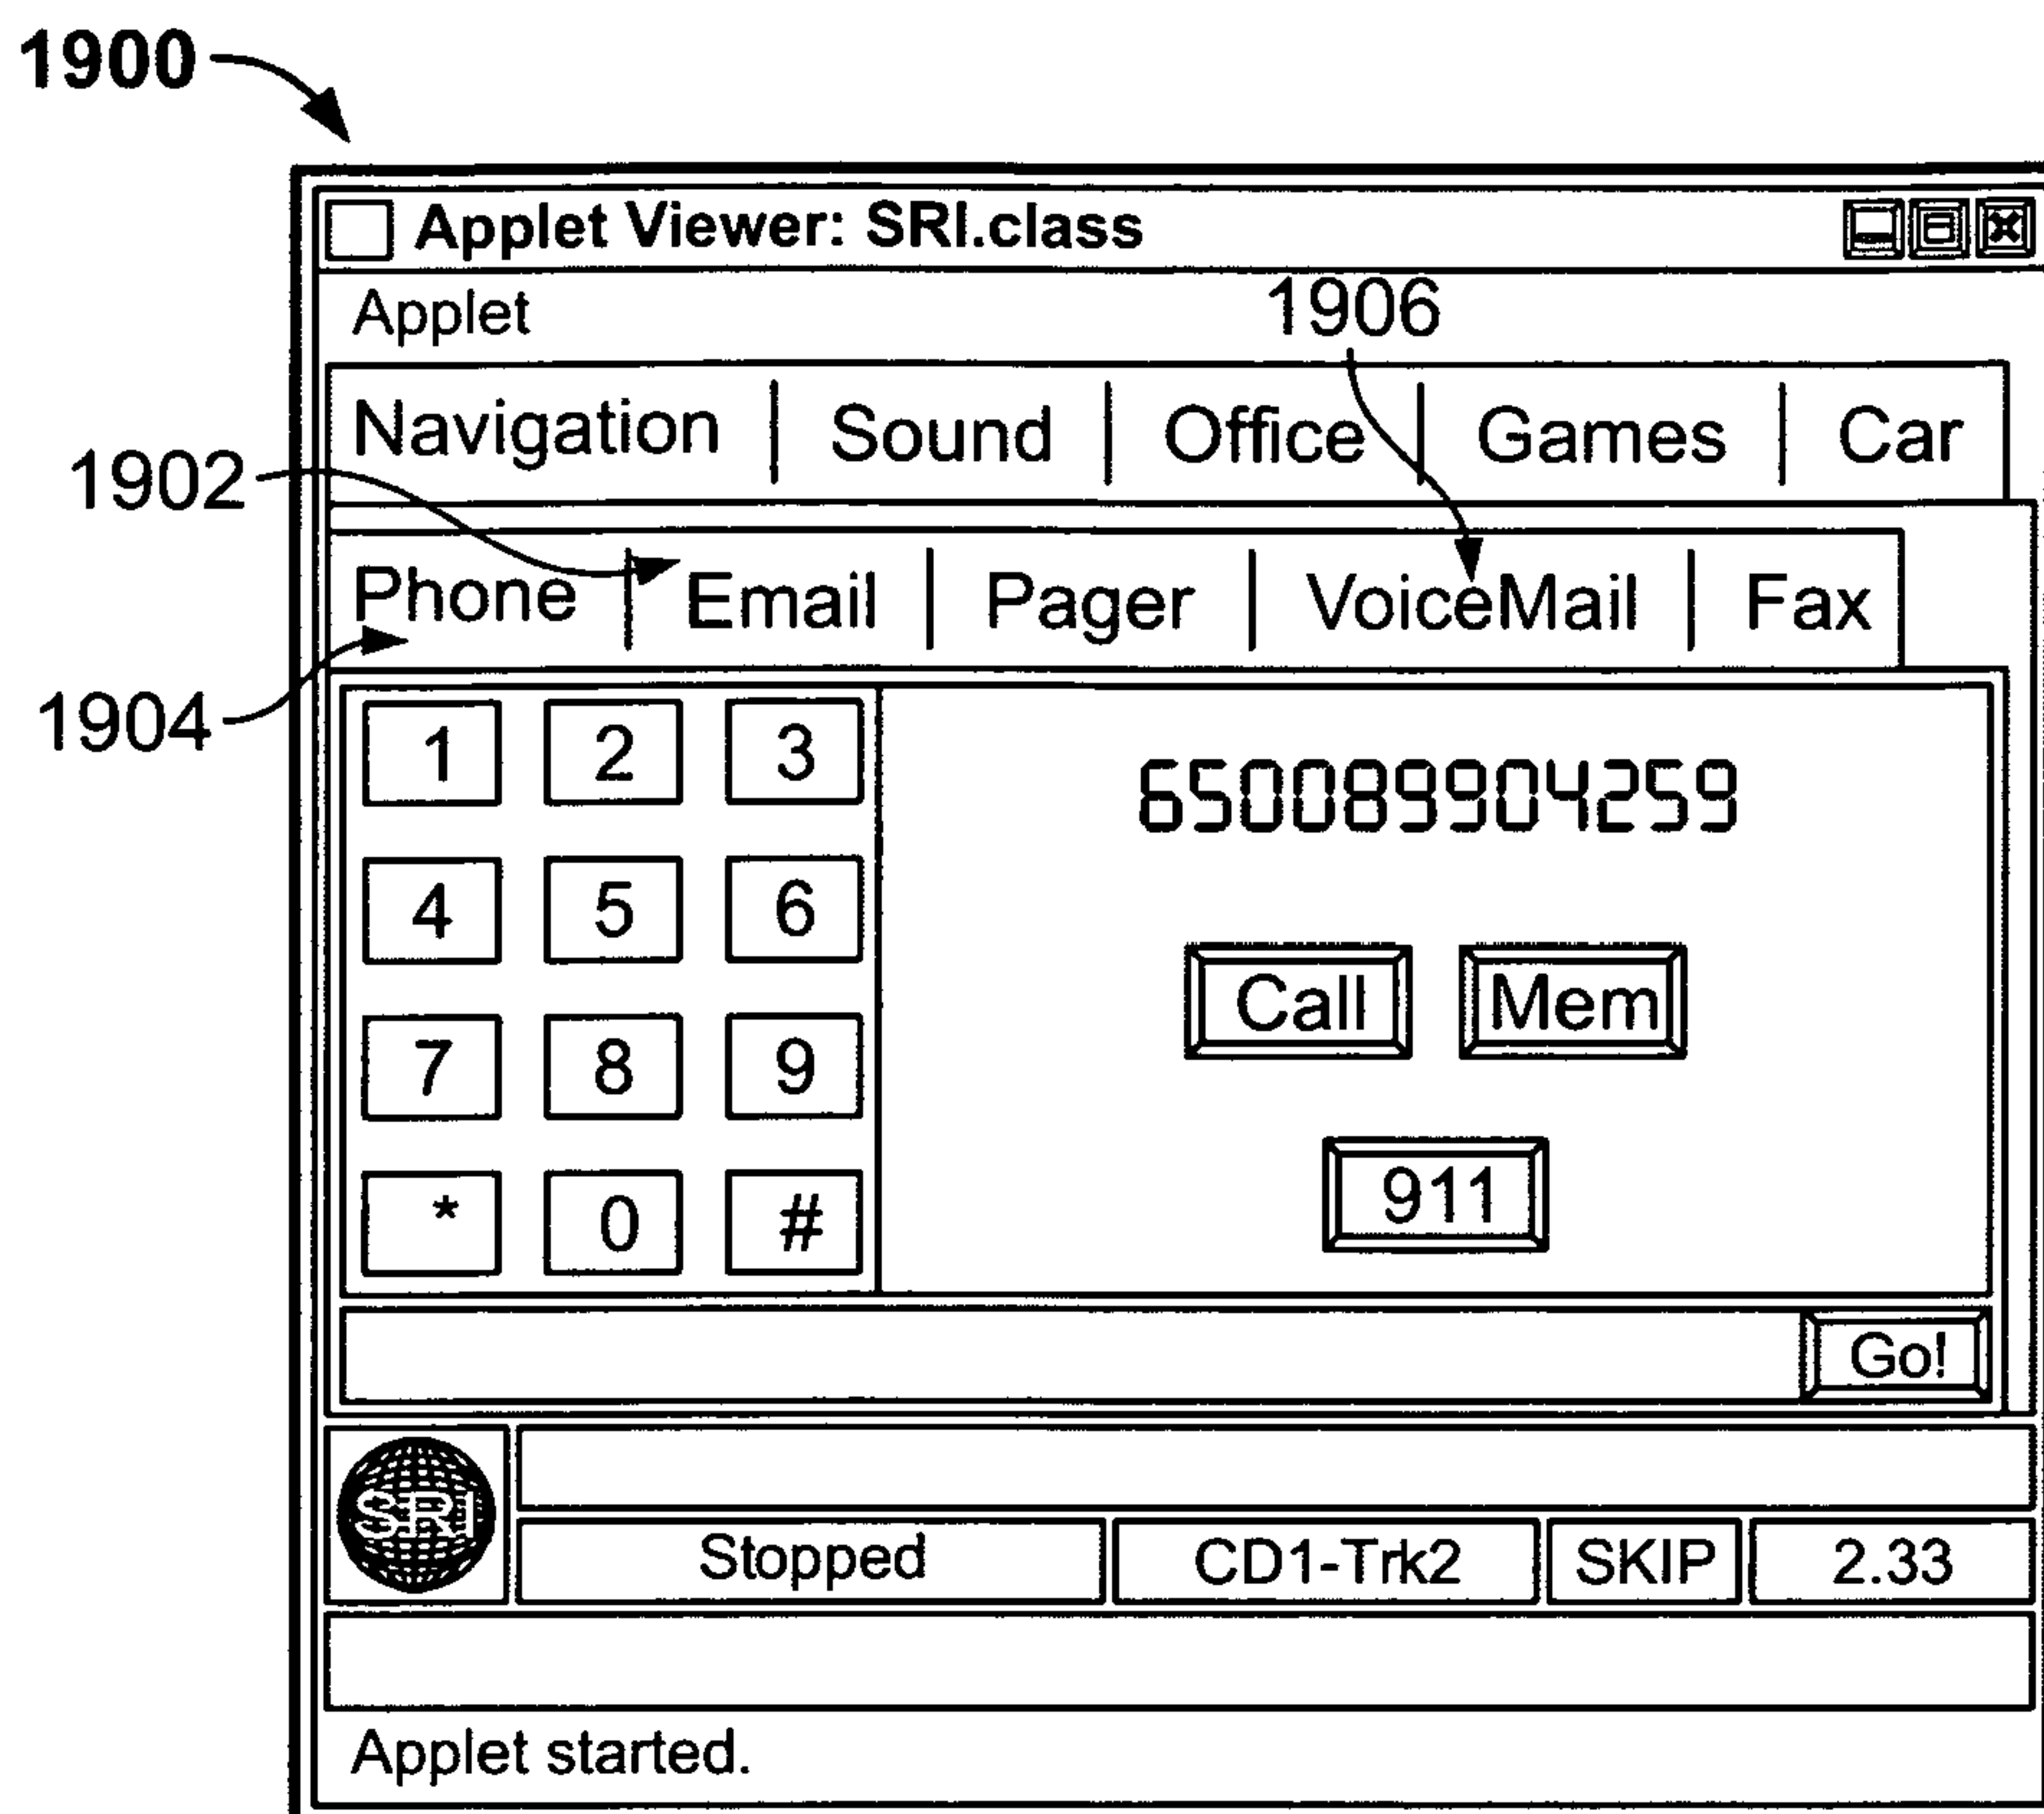 1900
Applet Viewer: SRI.class
Applet
1906
Navigation | Sound | Office | Games | Car
1902
Phone | Email | Pager | VoiceMail | Fax
1904
1 2 3
650089904259
4 5 6
Call Mem
7 8 9
911
* 0 #
Go!
SRI
Stopped CD1-Trk2 SKIP 2.33
Applet started.